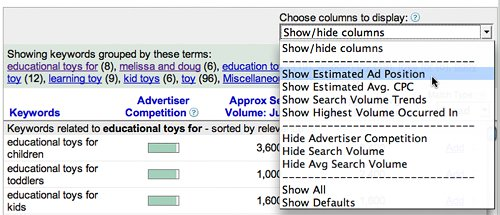 Choose columns to display: ?
Show/hide columns
Show/hide columns
Showing keywords grouped by these terms:
educational toys for (8), melissa and doug (6), education
toy (12), learning toy (9), kid toys (6), toy (96), Miscellaneo
Show Estimated Ad Position
Show Estimated Avg. CPC
Show Search Volume Trends
Show Highest Volume Occurred In
Hide Advertiser Competition
Hide Search Volume
Hide Avg Search Volume
Show All
Show Defaults
Keywords
Advertiser
Competition ?
Approx Se
Volume: Ju
Keywords related to educational toys for - sorted by relev
educational toys for
children
3,600
educational toys for
toddlers
1,000
educational toys for
kids
1,600